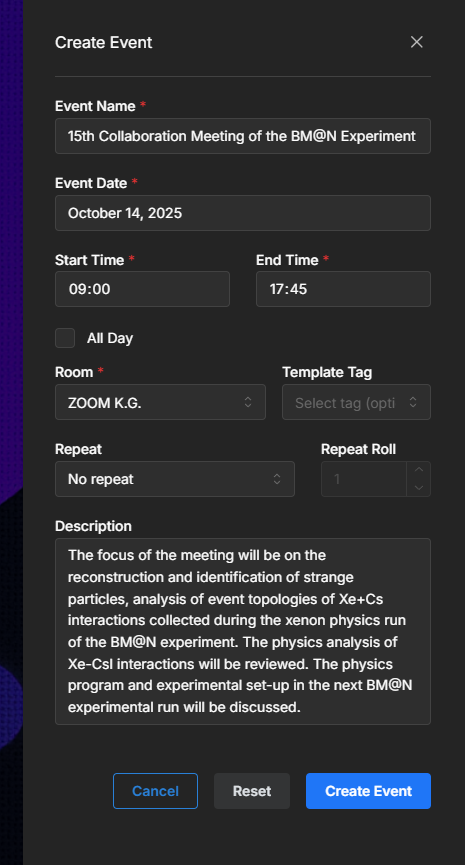 Create Event
Event Name *
15th Collaboration Meeting of the BM@N Experiment
Event Date *
October 14, 2025
Start Time * End Time *
09:00 17:45
All Day
Room * Template Tag
ZOOM K.G. Select tag (opti
Repeat Repeat Roll
No repeat 1
Description
The focus of the meeting will be on the
reconstruction and identification of strange
particles, analysis of event topologies of Xe+Cs
interactions collected during the xenon physics run
of the BM@N experiment. The physics analysis of
Xe-CsI interactions will be reviewed. The physics
program and experimental set-up in the next BM@N
experimental run will be discussed.
Cancel Reset Create Event